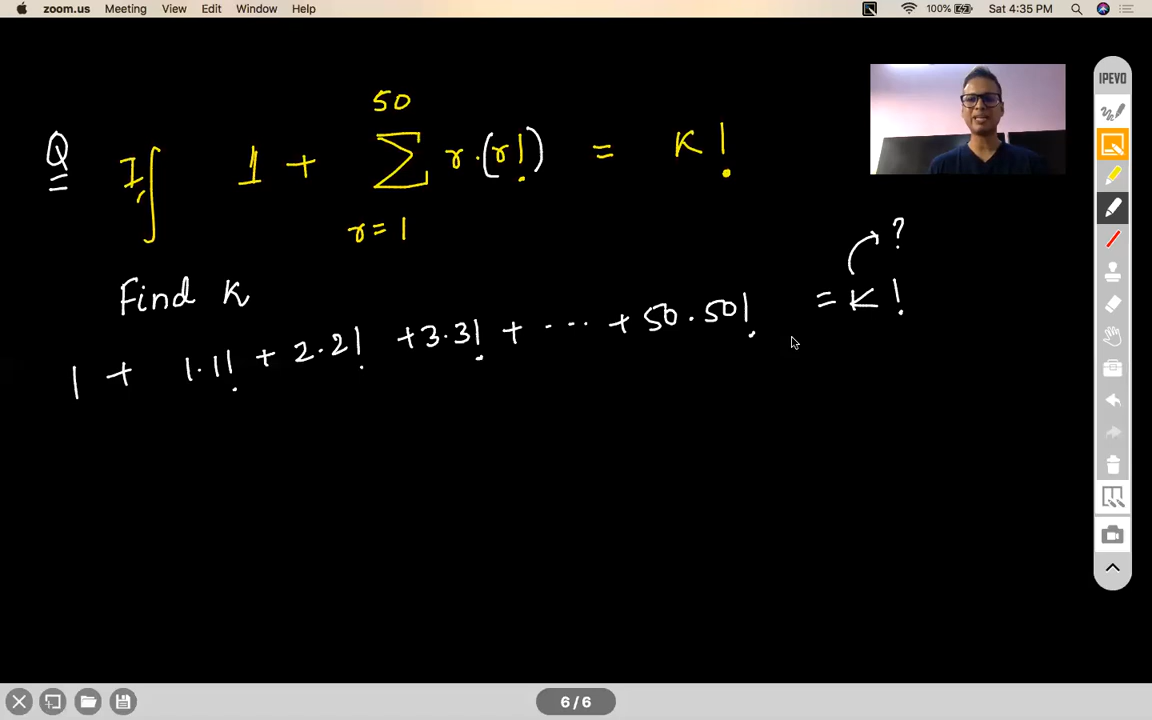 zoom.us Meeting View Edit Window Help 100% Sat 4:35 PM
IPEVO
50
Q If 1 + ∑ r.(r!) = K!
r=1
?
Find K
1 + 1.1! + 2.2! + 3.3! + ... + 50.50! = K!
6/6